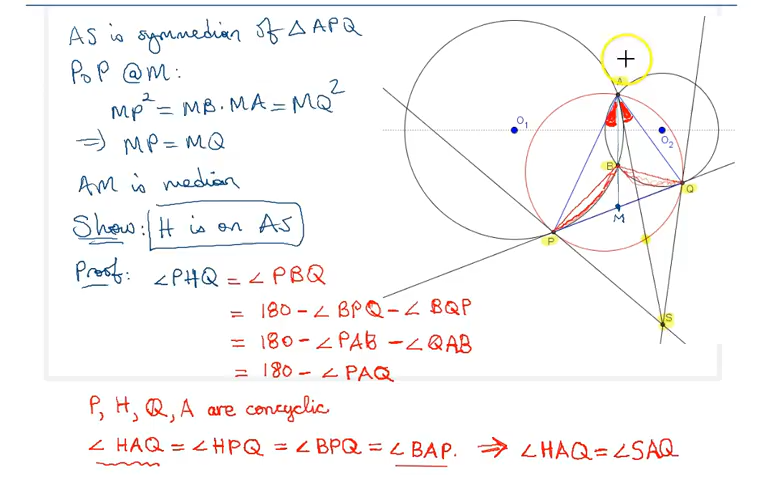 AS is symmedian of △APQ
PoP @M:
MP² = MB·MA = MQ²
⇒ MP = MQ
AM is median
Show: H is on AS
Proof: ∠PHQ = ∠PBQ
= 180 - ∠BPQ - ∠BQP
= 180 - ∠PAB - ∠QAB
= 180 - ∠PAQ
P, H, Q, A are concyclic
∠HAQ = ∠HPQ = ∠BPQ = ∠BAP. ⇒ ∠HAQ = ∠SAQ
A
O₁
O₂
B
Q
M
P
S